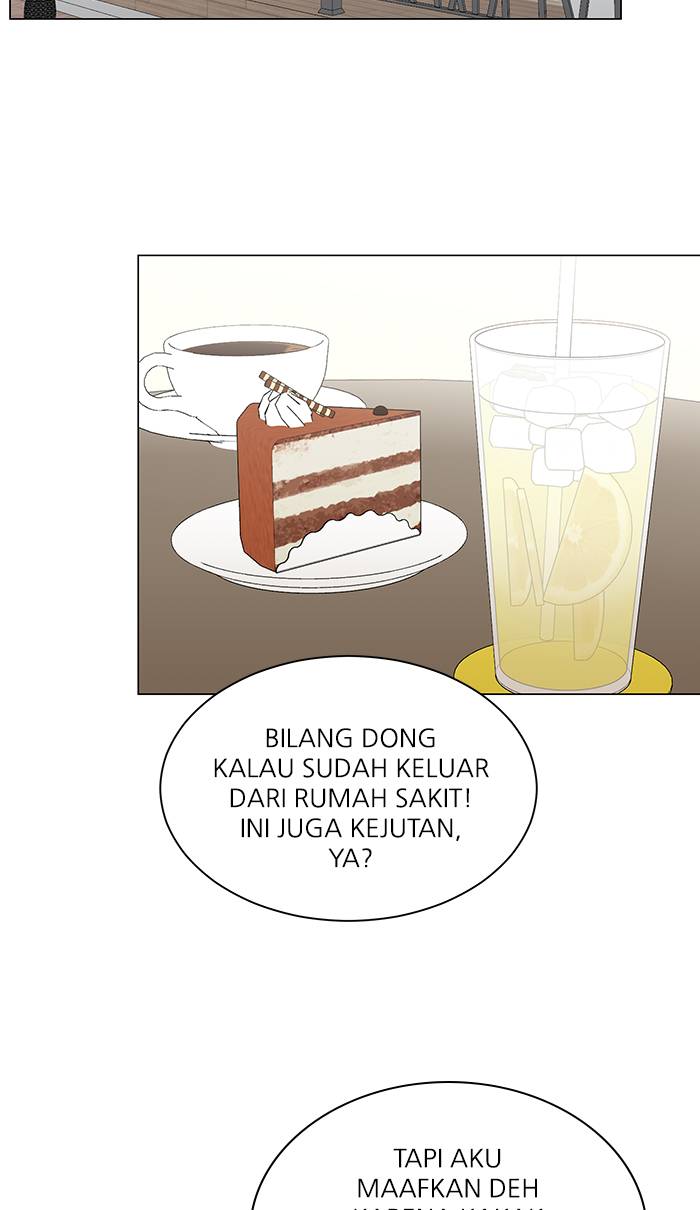 BILANG DONG
KALAU SUDAH KELUAR
DARI RUMAH SAKIT!
INI JUGA KEJUTAN,
YA?
TAPI AKU
MAAFKAN DEH